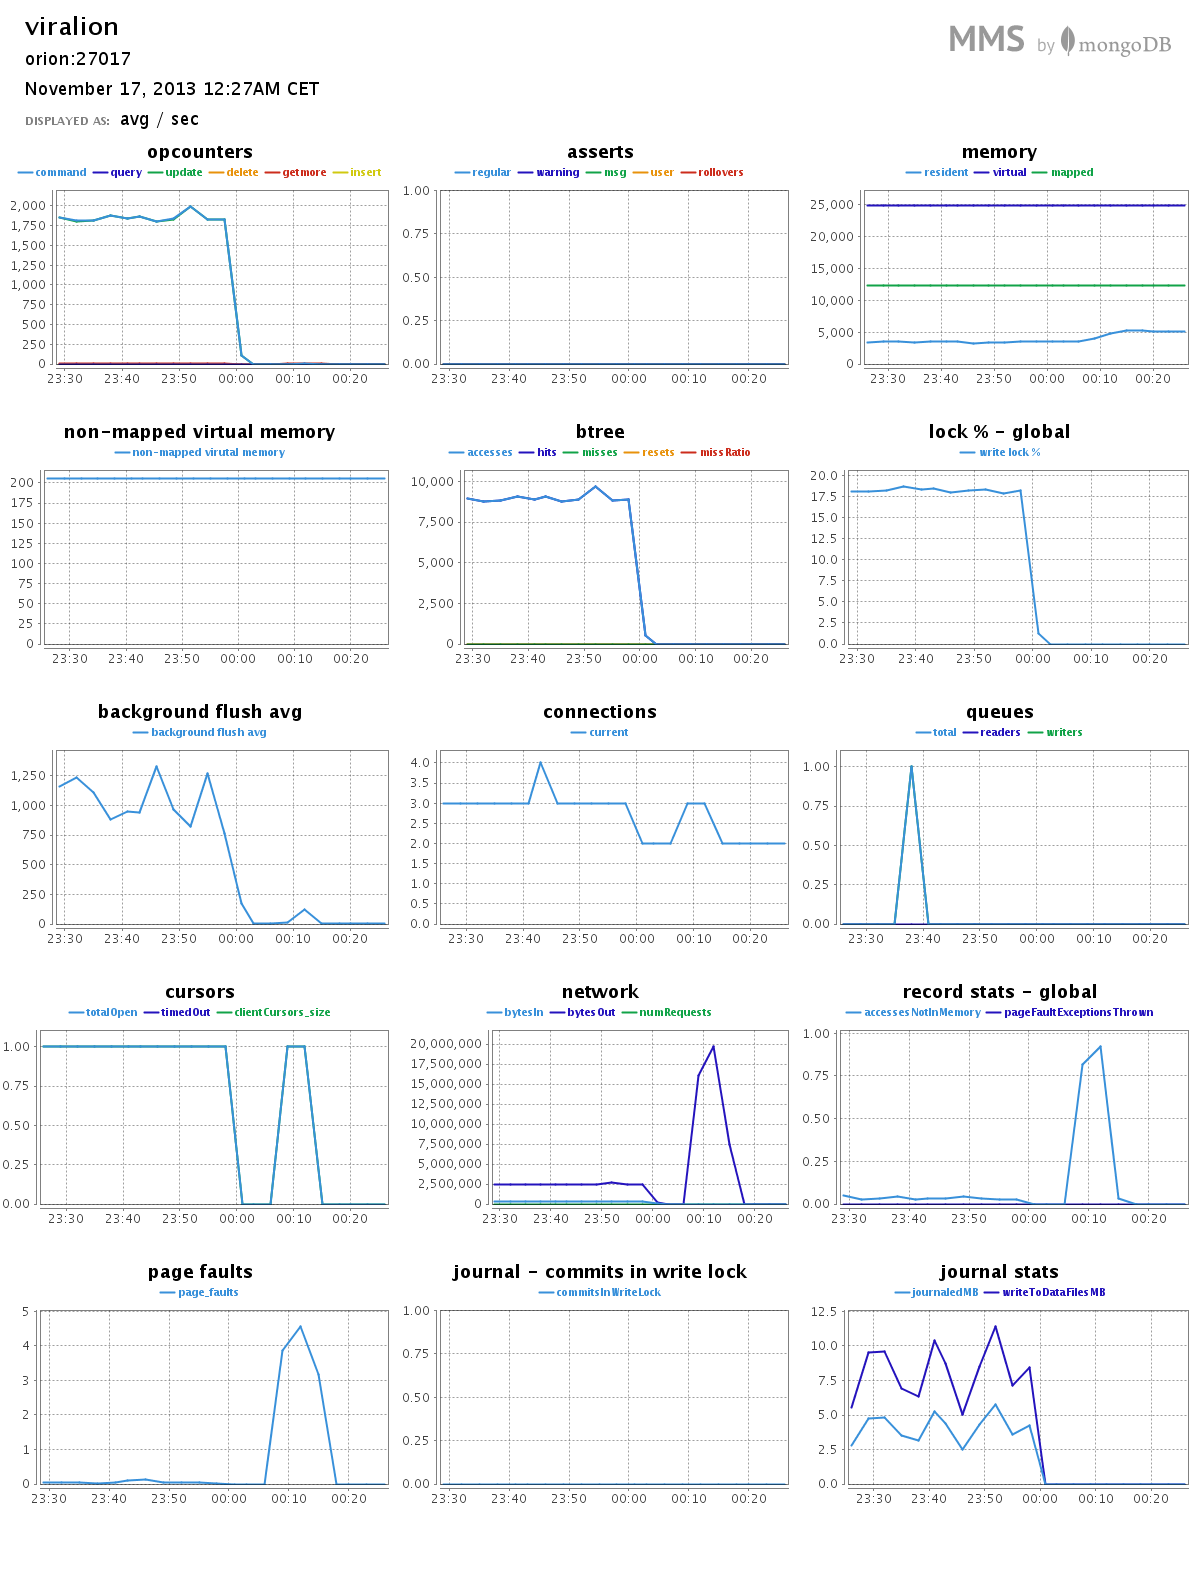 viralion
orion:27017
November 17, 2013 12:27AM CET
DISPLAYED AS: avg / sec
MMS by mongoDB
opcounters
command query update delete getmore insert
2,000
1,750
1,500
1,250
1,000
750
500
250
0
23:30 23:40 23:50 00:00 00:10 00:20
asserts
regular warning msg user rollovers
1.00
0.75
0.50
0.25
0.00
23:30 23:40 23:50 00:00 00:10 00:20
memory
resident virtual mapped
25,000
20,000
15,000
10,000
5,000
0
23:30 23:40 23:50 00:00 00:10 00:20
non-mapped virtual memory
non-mapped virutal memory
200
175
150
125
100
75
50
25
0
23:30 23:40 23:50 00:00 00:10 00:20
btree
accesses hits misses resets missRatio
10,000
7,500
5,000
2,500
0
23:30 23:40 23:50 00:00 00:10 00:20
lock % - global
write lock %
20.0
17.5
15.0
12.5
10.0
7.5
5.0
2.5
0.0
23:30 23:40 23:50 00:00 00:10 00:20
background flush avg
background flush avg
1,250
1,000
750
500
250
0
23:30 23:40 23:50 00:00 00:10 00:20
connections
current
4.0
3.5
3.0
2.5
2.0
1.5
1.0
0.5
0.0
23:30 23:40 23:50 00:00 00:10 00:20
queues
total readers writers
1.00
0.75
0.50
0.25
0.00
23:30 23:40 23:50 00:00 00:10 00:20
cursors
totalOpen timedOut clientCursors_size
1.00
0.75
0.50
0.25
0.00
23:30 23:40 23:50 00:00 00:10 00:20
network
bytesIn bytesOut numRequests
20,000,000
17,500,000
15,000,000
12,500,000
10,000,000
7,500,000
5,000,000
2,500,000
0
23:30 23:40 23:50 00:00 00:10 00:20
record stats - global
accessesNotInMemory pageFaultExceptionsThrown
1.00
0.75
0.50
0.25
0.00
23:30 23:40 23:50 00:00 00:10 00:20
page faults
page_faults
5
4
3
2
1
0
23:30 23:40 23:50 00:00 00:10 00:20
journal - commits in write lock
commitsInWriteLock
1.00
0.75
0.50
0.25
0.00
23:30 23:40 23:50 00:00 00:10 00:20
journal stats
journaledMB writeToDataFilesMB
12.5
10.0
7.5
5.0
2.5
0.0
23:30 23:40 23:50 00:00 00:10 00:20